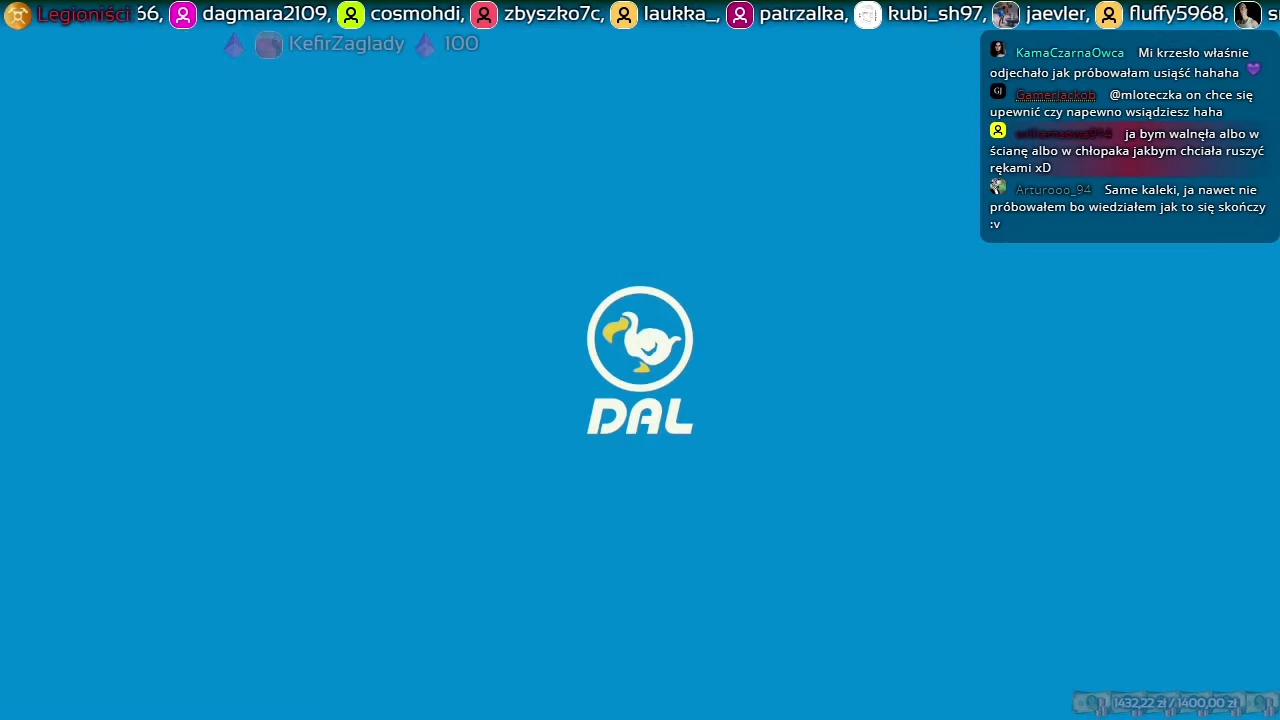 Legioniści 66, dagmara2109, cosmohdi, zbyszko7c, laukka_, patrzalka, kubi_sh97, jaevler, fluffy5968,
KefirZaglady 100
KamaCzarnaOwca Mi krzesło właśnie
odjechało jak próbowałam usiąść hahaha
GJ GamerJackob @mloteczka on chce się
upewnić czy napewno wsiądziesz haha
ja bym walnęła albo w
ścianę albo w chłopaka jakbym chciała ruszyć
rękami xD
Arturooo_94 Same kaleki, ja nawet nie
próbowałem bo wiedziałem jak to się skończy
:v
DAL
1432,22 zł / 1400,00 zł